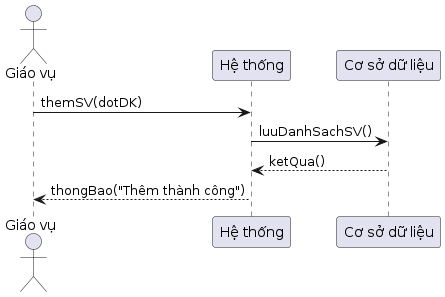 Giáo vụ
Hệ thống
Cơ sở dữ liệu
themSV(dotDK)
luuDanhSachSV()
ketQua()
thongBao("Thêm thành công")
Giáo vụ
Hệ thống
Cơ sở dữ liệu